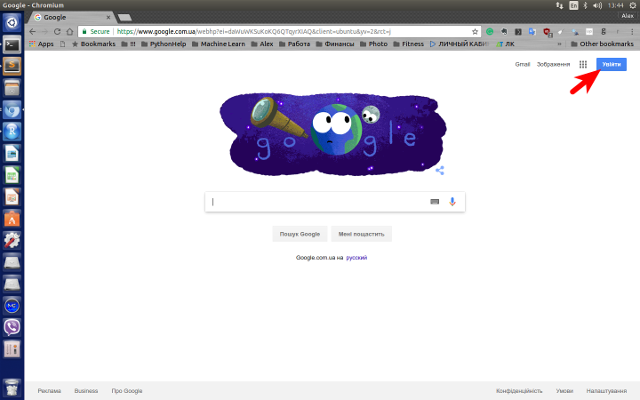 Google - Chromium
En
13:44
Google
Alex
Secure
https://www.google.com.ua/webhp?ei=
&client=ubuntu&yv=2&rct=j
Apps Bookmarks !!! PythonHelp Machine Learn Alex Работа Финансы Photo Fitness ЛИЧНЫЙ КАБИ ЛК » Other bookmarks
Gmail Зображення Увійти
google
Пошук Google Мені пощастить
Google.com.ua на русский
Реклама Business Про Google Конфіденційність Умови Налаштування